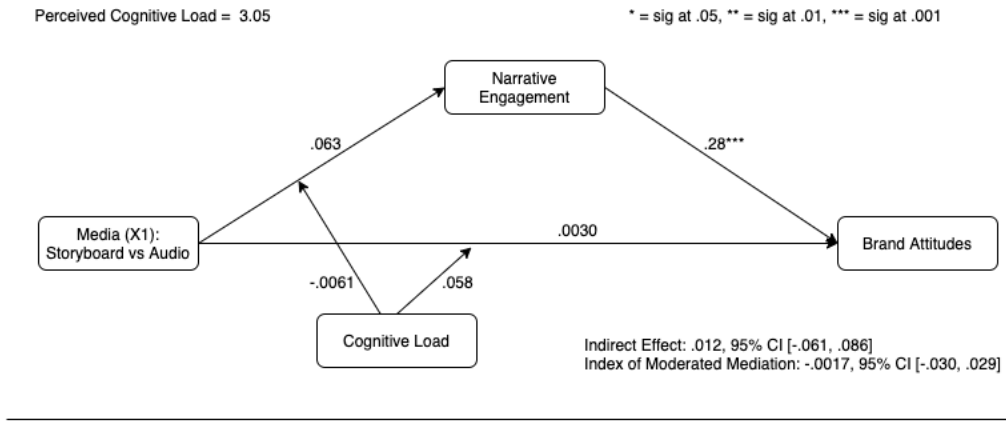 Perceived Cognitive Load = 3.05
* = sig at .05, ** = sig at .01, *** = sig at .001
Narrative
Engagement
.063
.28***
Media (X1):
Storyboard vs Audio
.0030
Brand Attitudes
-.0061
.058
Cognitive Load
Indirect Effect: .012, 95% CI [-.061, .086]
Index of Moderated Mediation: -.0017, 95% CI [-.030, .029]